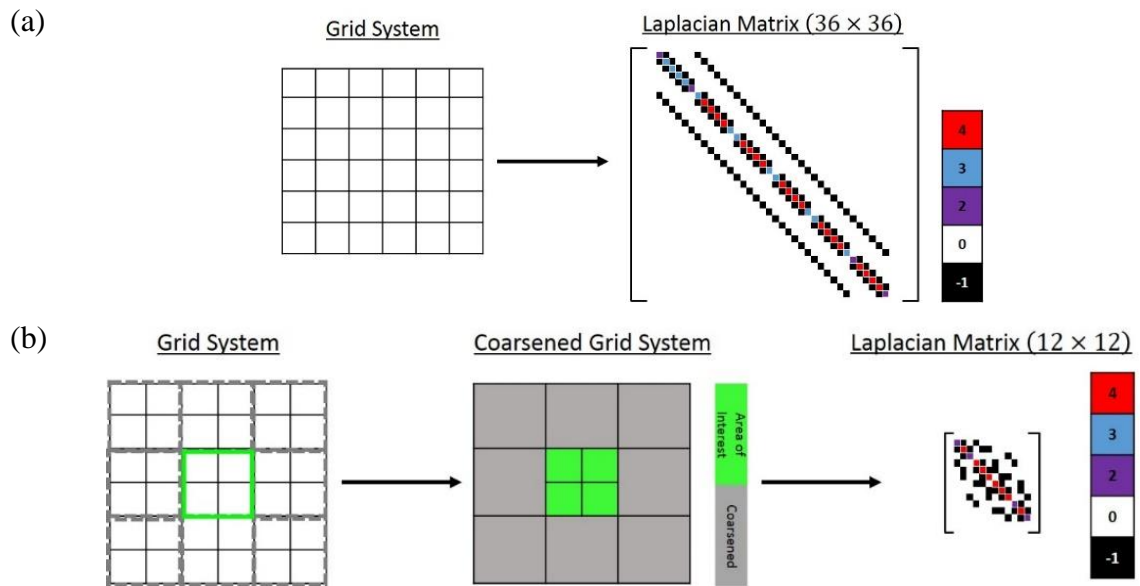 (a)
Grid System
Laplacian Matrix (36 × 36)
4
3
2
0
-1
(b)
Grid System
Coarsened Grid System
Laplacian Matrix (12 × 12)
Area of
Interest
Coarsened
4
3
2
0
-1